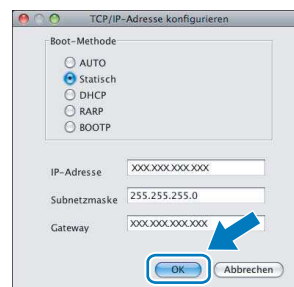 TCP/IP-Adresse konfigurieren
Boot-Methode
AUTO
Statisch
DHCP
RARP
BOOTP
IP-Adresse XXX.XXX.XXX.XXX
Subnetzmaske 255.255.255.0
Gateway XXX.XXX.XXX.XXX
OK Abbrechen